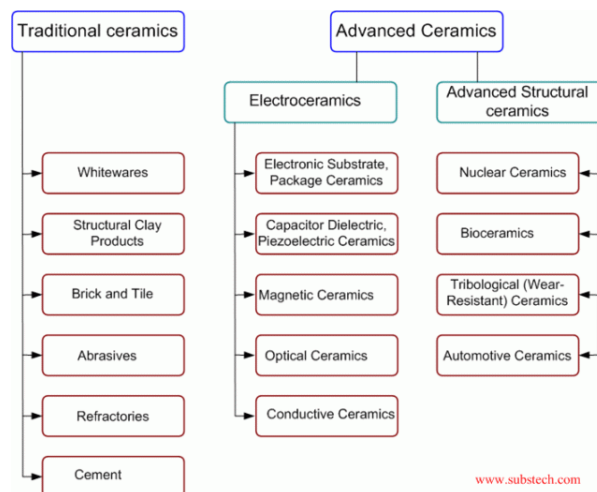 Traditional ceramics
Advanced Ceramics
Electroceramics
Advanced Structural
ceramics
Whitewares
Structural Clay
Products
Brick and Tile
Abrasives
Refractories
Cement
Electronic Substrate,
Package Ceramics
Capacitor Dielectric,
Piezoelectric Ceramics
Magnetic Ceramics
Optical Ceramics
Conductive Ceramics
Nuclear Ceramics
Bioceramics
Tribological (Wear-
Resistant) Ceramics
Automotive Ceramics
www.substech.com